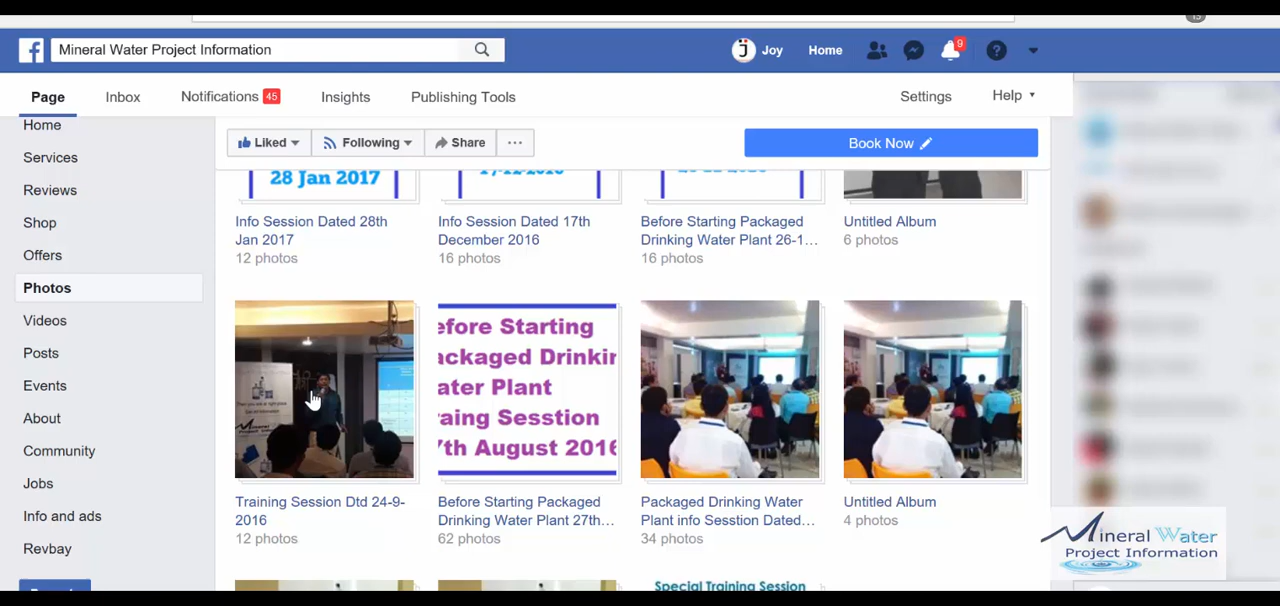 15
Mineral Water Project Information
Joy
Home
9
Page
Inbox
Notifications 45
Insights
Publishing Tools
Settings
Help
Home
Services
Reviews
Shop
Offers
Photos
Videos
Posts
Events
About
Community
Jobs
Info and ads
Revbay
Liked
Following
Share
Book Now
28 Jan 2017
17-12-2016
Info Session Dated 28th
Jan 2017
12 photos
Info Session Dated 17th
December 2016
16 photos
Before Starting Packaged
Drinking Water Plant 26-1...
16 photos
Untitled Album
6 photos
efore Starting
ackaged Drinkin
ater Plant
raing Sesstion
7th August 2016
Training Session Dtd 24-9-
2016
12 photos
Before Starting Packaged
Drinking Water Plant 27th...
62 photos
Packaged Drinking Water
Plant info Sesstion Dated...
34 photos
Untitled Album
4 photos
Special Training Session
Mineral Water
Project Information